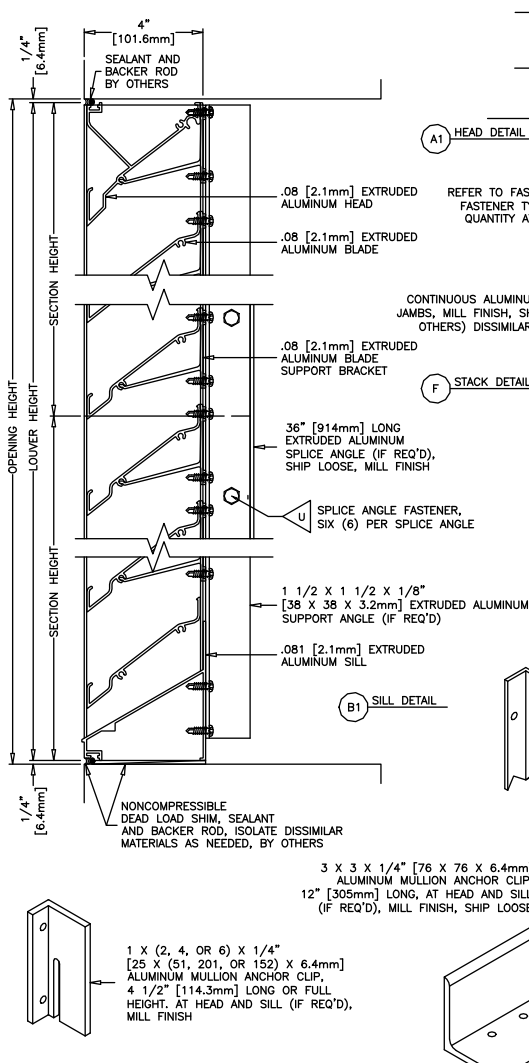 4"
[101.6mm]
1/4"
[6.4mm]
SEALANT AND
BACKER ROD
BY OTHERS
A1 HEAD DETAIL
.08 [2.1mm] EXTRUDED
ALUMINUM HEAD
REFER TO FAS
FASTENER TY
QUANTITY A
.08 [2.1mm] EXTRUDED
ALUMINUM BLADE
OPENING HEIGHT
LOUVER HEIGHT
SECTION HEIGHT
CONTINUOUS ALUMINU
JAMBS, MILL FINISH, SH
OTHERS) DISSIMILAR
.08 [2.1mm] EXTRUDED
ALUMINUM BLADE
SUPPORT BRACKET
F STACK DETAIL
36" [914mm] LONG
EXTRUDED ALUMINUM
SPLICE ANGLE (IF REQ'D),
SHIP LOOSE, MILL FINISH
U SPLICE ANGLE FASTENER,
SIX (6) PER SPLICE ANGLE
SECTION HEIGHT
1 1/2 X 1 1/2 X 1/8"
[38 X 38 X 3.2mm] EXTRUDED ALUMINUM
SUPPORT ANGLE (IF REQ'D)
.081 [2.1mm] EXTRUDED
ALUMINUM SILL
B1 SILL DETAIL
1/4"
[6.4mm]
NONCOMPRESSIBLE
DEAD LOAD SHIM, SEALANT
AND BACKER ROD, ISOLATE DISSIMILAR
MATERIALS AS NEEDED, BY OTHERS
3 X 3 X 1/4" [76 X 76 X 6.4mm
ALUMINUM MULLION ANCHOR CLIP
12" [305mm] LONG, AT HEAD AND SILL
(IF REQ'D), MILL FINISH, SHIP LOOSE
1 X (2, 4, OR 6) X 1/4"
[25 X (51, 201, OR 152) X 6.4mm]
ALUMINUM MULLION ANCHOR CLIP,
4 1/2" [114.3mm] LONG OR FULL
HEIGHT. AT HEAD AND SILL (IF REQ'D),
MILL FINISH